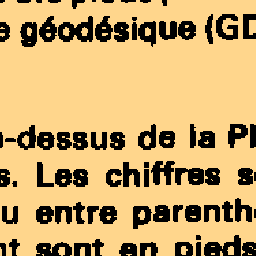 géodésique (GD
-dessus de la P
s. Les chiffres s
u entre parenth
nt sont en pieds